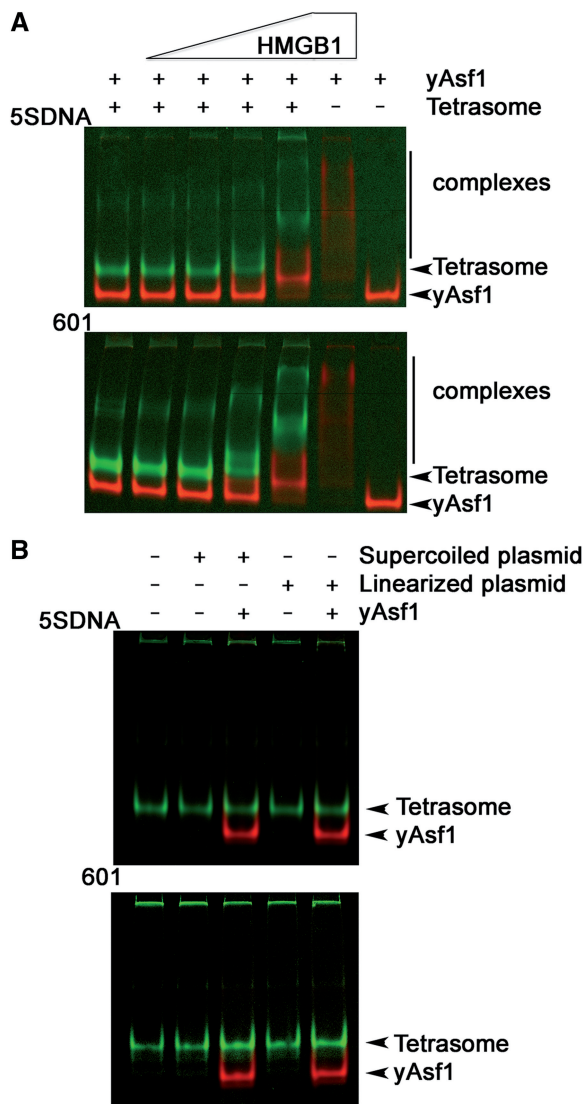 A
HMGB1
+ + + + + + + yAsf1
+ + + + + − − Tetrasome
5SDNA
complexes
Tetrasome
yAsf1
601
complexes
Tetrasome
yAsf1
B
− + + − − Supercoiled plasmid
− − − + + Linearized plasmid
− − + − + yAsf1
5SDNA
Tetrasome
yAsf1
601
Tetrasome
yAsf1